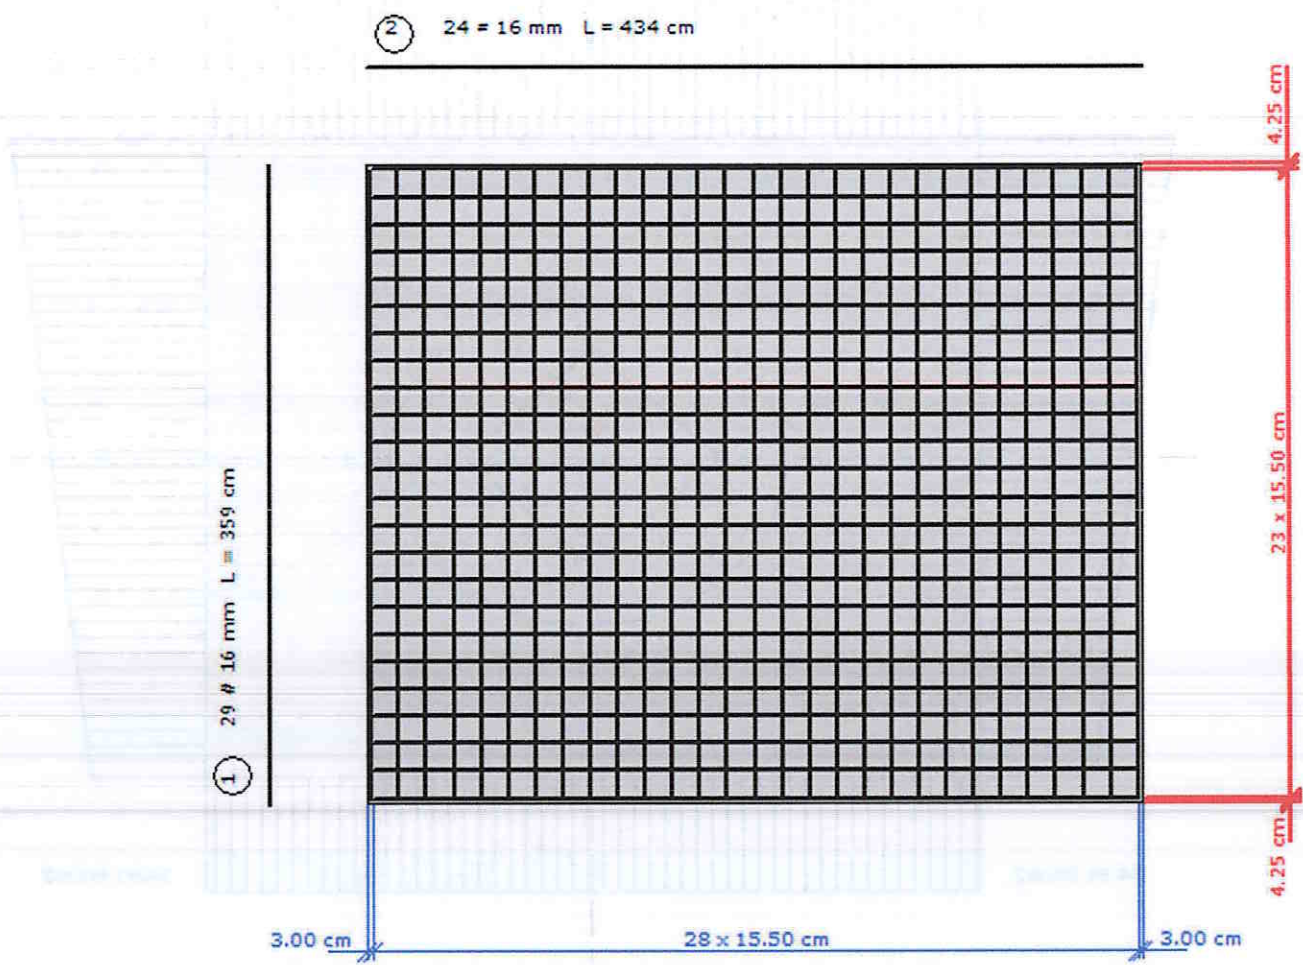 2 24 # 16 mm L = 434 cm
4.25 cm
23 x 15.50 cm
4.25 cm
1 29 # 16 mm L = 359 cm
3.00 cm 28 x 15.50 cm 3.00 cm